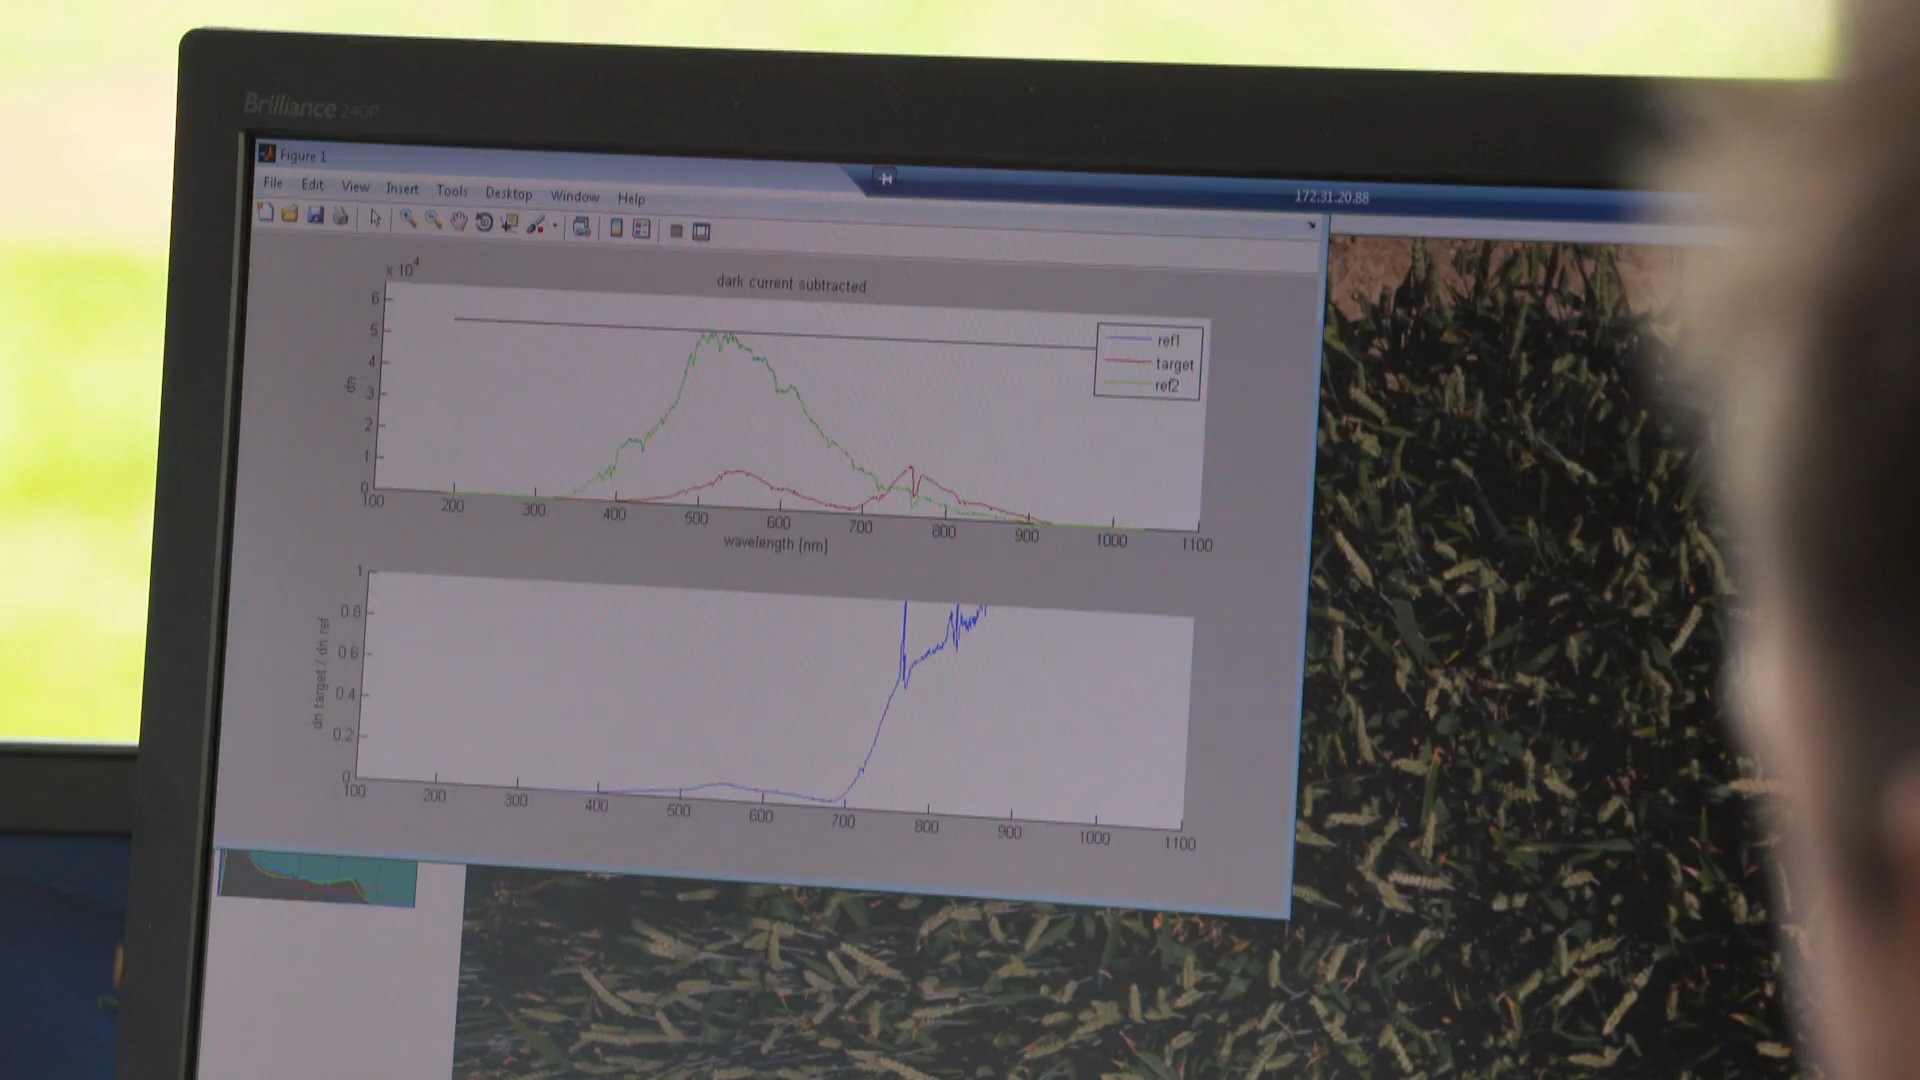 Brilliance 240P
Figure 1
172.31.20.88
File Edit View Insert Tools Desktop Window Help
x 10^4
dark current subtracted
6
5
4
3
2
1
0
dn
ref1
target
ref2
100 200 300 400 500 600 700 800 900 1000 1100
wavelength [nm]
1
0.8
0.6
0.4
0.2
0
dn target / dn ref
100 200 300 400 500 600 700 800 900 1000 1100